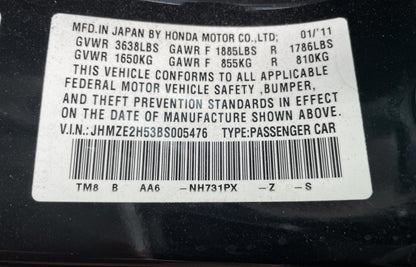 MFD.IN JAPAN BY HONDA MOTOR CO.,LTD; 01/'11
GVWR 3638LBS GAWR F 1885LBS R 1786LBS
GVWR 1650KG GAWR F 855KG R 810KG
THIS VEHICLE CONFORMS TO ALL APPLICABLE
FEDERAL MOTOR VEHICLE SAFETY ,BUMPER,
AND THEFT PREVENTION STANDARDS IN EFFECT
ON THE DATE OF MANUFACTURE SHOWN ABOVE.
V.I.N.: JHMZE2H53BS005476 TYPE:PASSENGER CAR
TM8 B AA6 -NH731PX -Z -S